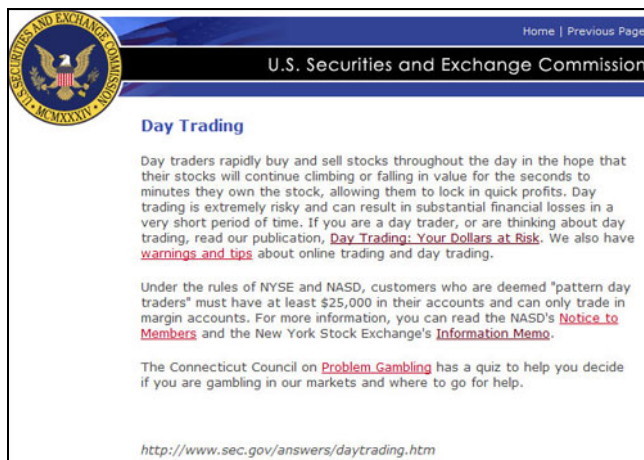 Home | Previous Page
U.S. SECURITIES AND EXCHANGE COMMISSION
MCMXXXIV
U.S. Securities and Exchange Commission
Day Trading
Day traders rapidly buy and sell stocks throughout the day in the hope that
their stocks will continue climbing or falling in value for the seconds to
minutes they own the stock, allowing them to lock in quick profits. Day
trading is extremely risky and can result in substantial financial losses in a
very short period of time. If you are a day trader, or are thinking about day
trading, read our publication, Day Trading: Your Dollars at Risk. We also have
warnings and tips about online trading and day trading.
Under the rules of NYSE and NASD, customers who are deemed "pattern day
traders" must have at least $25,000 in their accounts and can only trade in
margin accounts. For more information, you can read the NASD's Notice to
Members and the New York Stock Exchange's Information Memo.
The Connecticut Council on Problem Gambling has a quiz to help you decide
if you are gambling in our markets and where to go for help.
http://www.sec.gov/answers/daytrading.htm